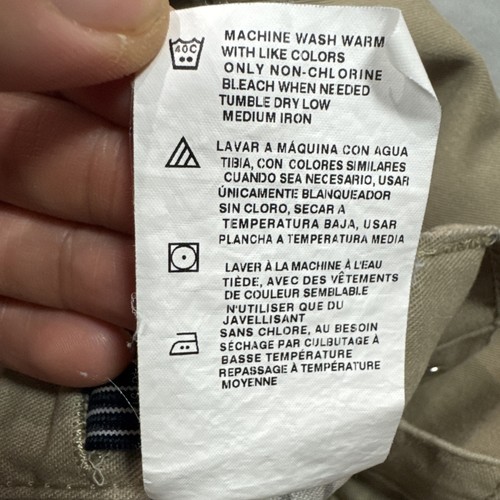 40C
MACHINE WASH WARM
WITH LIKE COLORS
ONLY NON-CHLORINE
BLEACH WHEN NEEDED
TUMBLE DRY LOW
MEDIUM IRON
LAVAR A MÁQUINA CON AGUA
TIBIA, CON COLORES SIMILARES
CUANDO SEA NECESARIO, USAR
ÚNICAMENTE BLANQUEADOR
SIN CLORO, SECAR A
TEMPERATURA BAJA, USAR
PLANCHA A TEMPERATURA MEDIA
LAVER À LA MACHINE À L'EAU
TIÈDE, AVEC DES VÊTEMENTS
DE COULEUR SEMBLABLE
N'UTILISER QUE DU
JAVELLISANT
SANS CHLORE, AU BESOIN
SÉCHAGE PAR CULBUTAGE À
BASSE TEMPÉRATURE
REPASSAGE À TEMPÉRATURE
MOYENNE